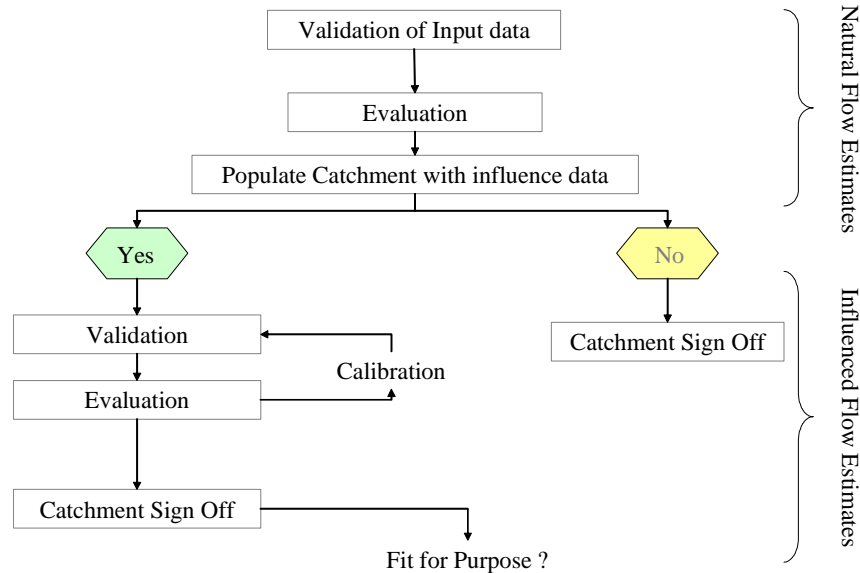 Validation of Input data
Evaluation
Populate Catchment with influence data
Natural Flow Estimates
Yes
No
Validation
Catchment Sign Off
Calibration
Evaluation
Catchment Sign Off
Fit for Purpose ?
Influenced Flow Estimates